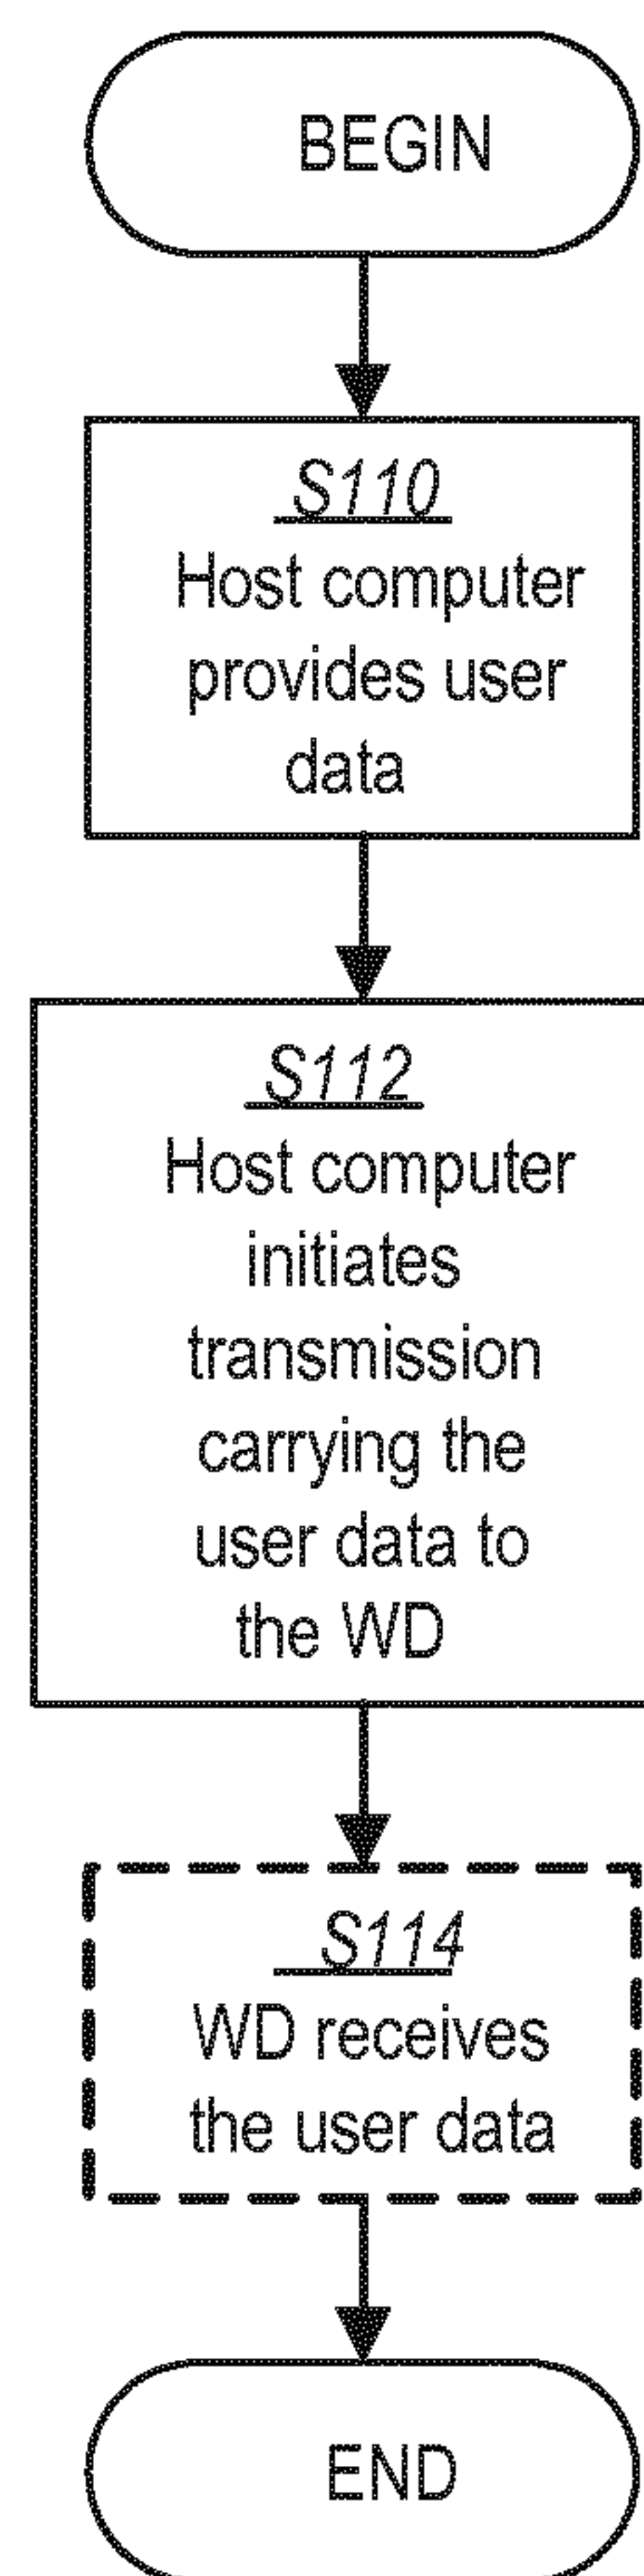 BEGIN
S110
Host computer
provides user
data
S112
Host computer
initiates
transmission
carrying the
user data to
the WD
S114
WD receives
the user data
END